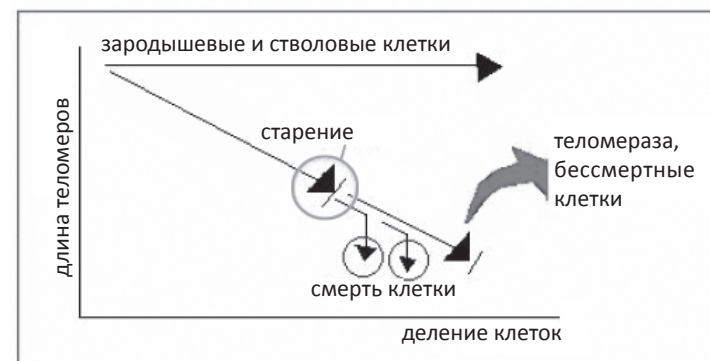 зародышевые и стволовые клетки
старение
теломераза,
бессмертные
клетки
длина теломеров
смерть клетки
деление клеток